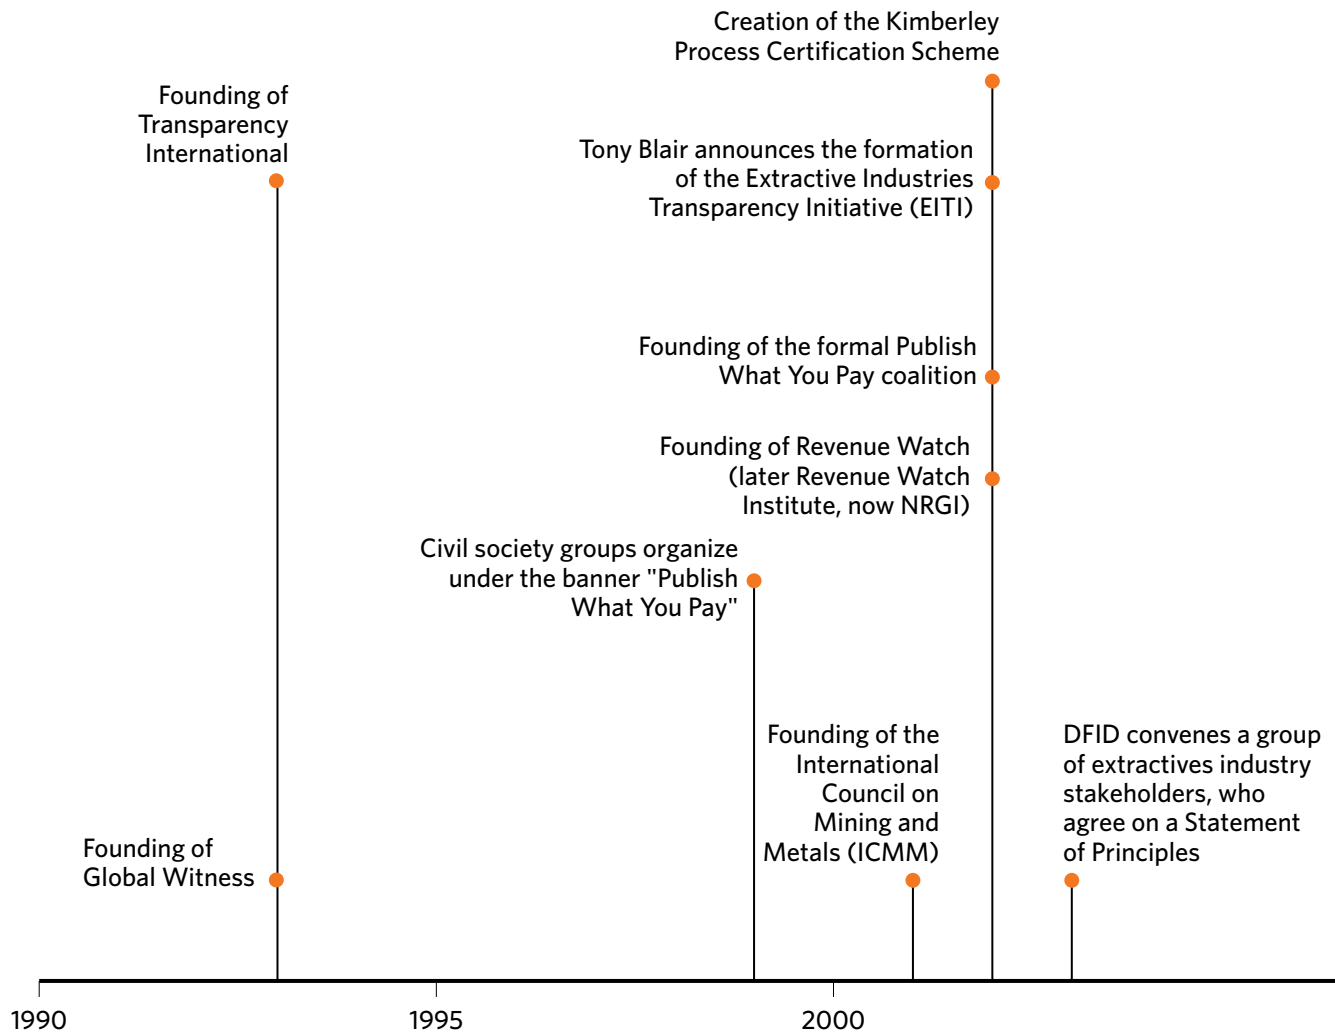 Creation of the Kimberley
Process Certification Scheme
Founding of
Transparency
International
Tony Blair announces the formation
of the Extractive Industries
Transparency Initiative (EITI)
Founding of the formal Publish
What You Pay coalition
Founding of Revenue Watch
(later Revenue Watch
Institute, now NRGI)
Civil society groups organize
under the banner "Publish
What You Pay"
Founding of the
International
Council on
Mining and
Metals (ICMM)
DFID convenes a group
of extractives industry
stakeholders, who
agree on a Statement
of Principles
Founding of
Global Witness
1990
1995
2000